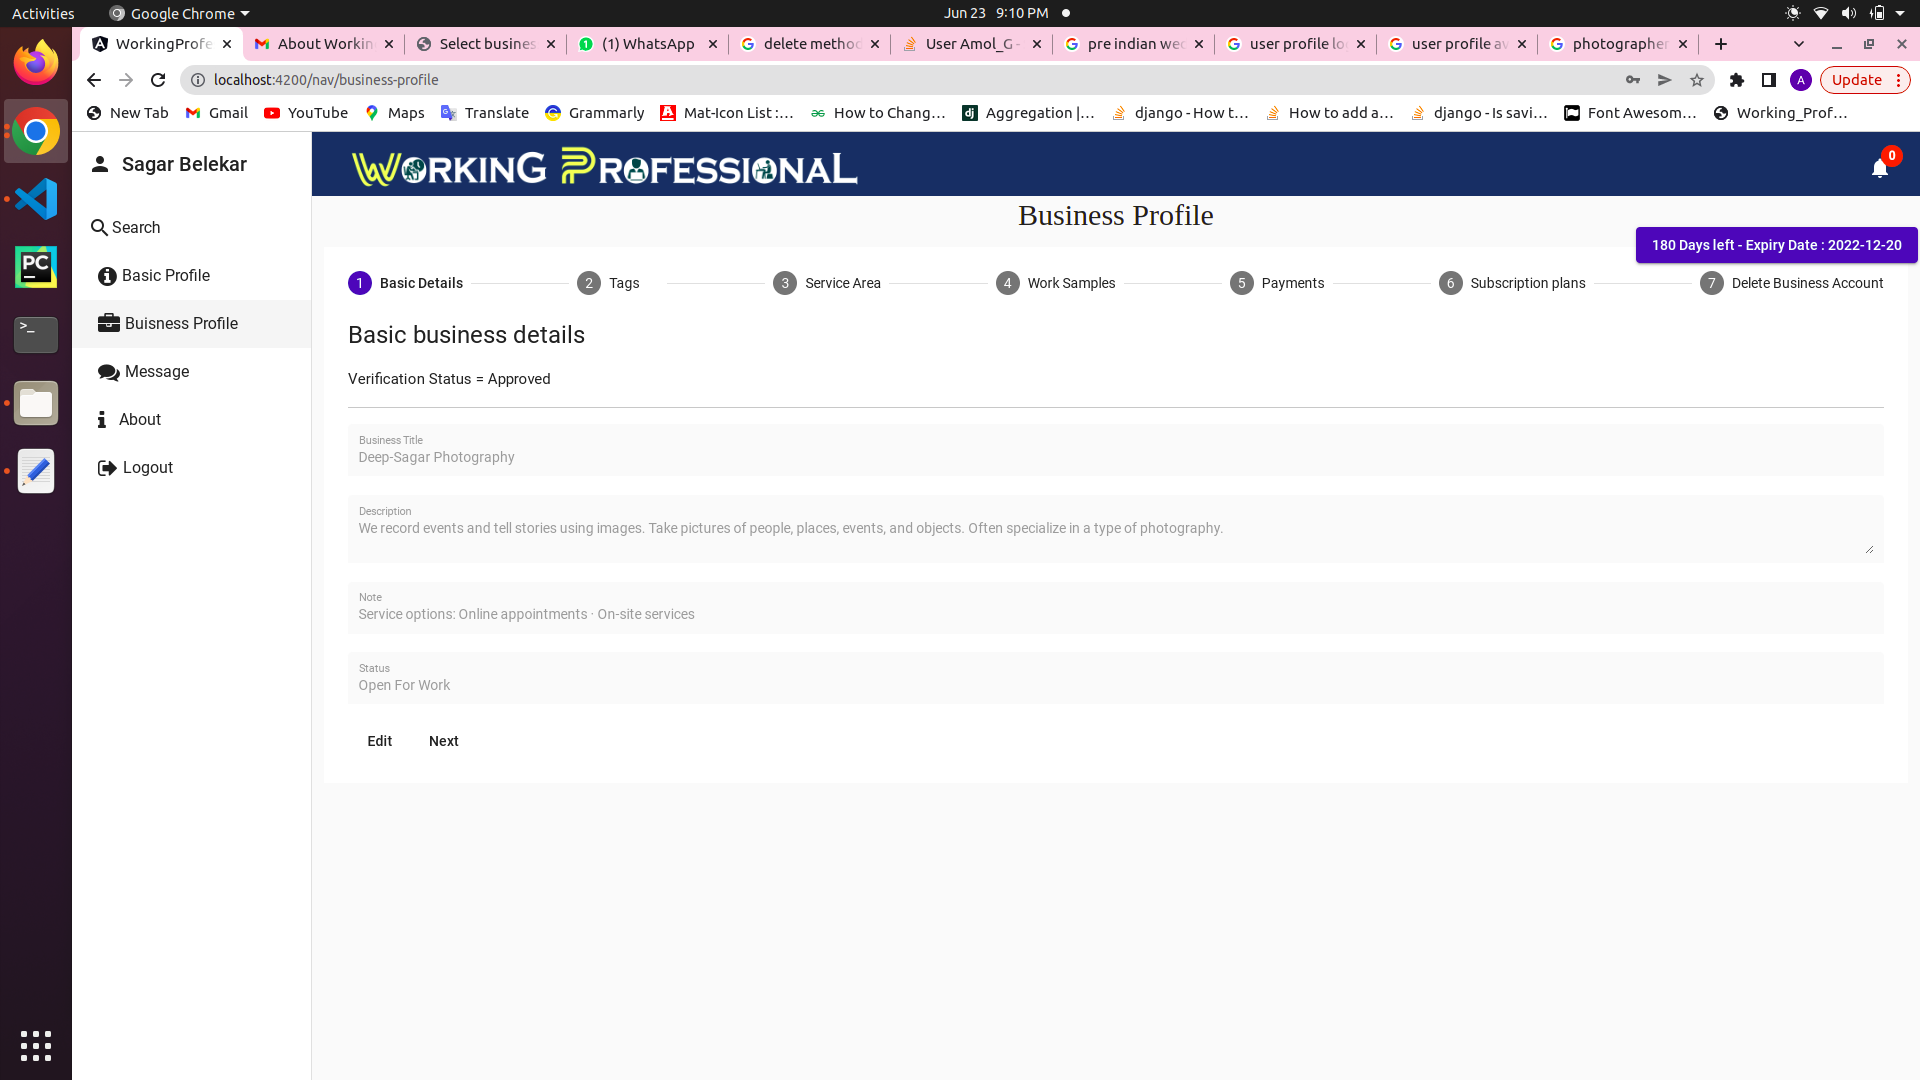 Activities
Google Chrome
Jun 23 9:10 PM
WorkingProfe
About Workin
Select busines
(1) WhatsApp
delete metho
User Amol_G -
pre indian wed
user profile lo
user profile av
photographer
localhost:4200/nav/business-profile
A
Update
New Tab
Gmail
YouTube
Maps
Translate
Grammarly
Mat-Icon List :...
How to Chang...
Aggregation |...
django - How t...
How to add a...
django - Is savi...
Font Awesom...
Working_Prof...
Sagar Belekar
Search
Basic Profile
Buisness Profile
Message
About
Logout
WORKING PROFESSIONAL
0
Business Profile
180 Days left - Expiry Date : 2022-12-20
1 Basic Details
2 Tags
3 Service Area
4 Work Samples
5 Payments
6 Subscription plans
7 Delete Business Account
Basic business details
Verification Status = Approved
Business Title
Deep-Sagar Photography
Description
We record events and tell stories using images. Take pictures of people, places, events, and objects. Often specialize in a type of photography.
Note
Service options: Online appointments · On-site services
Status
Open For Work
Edit
Next